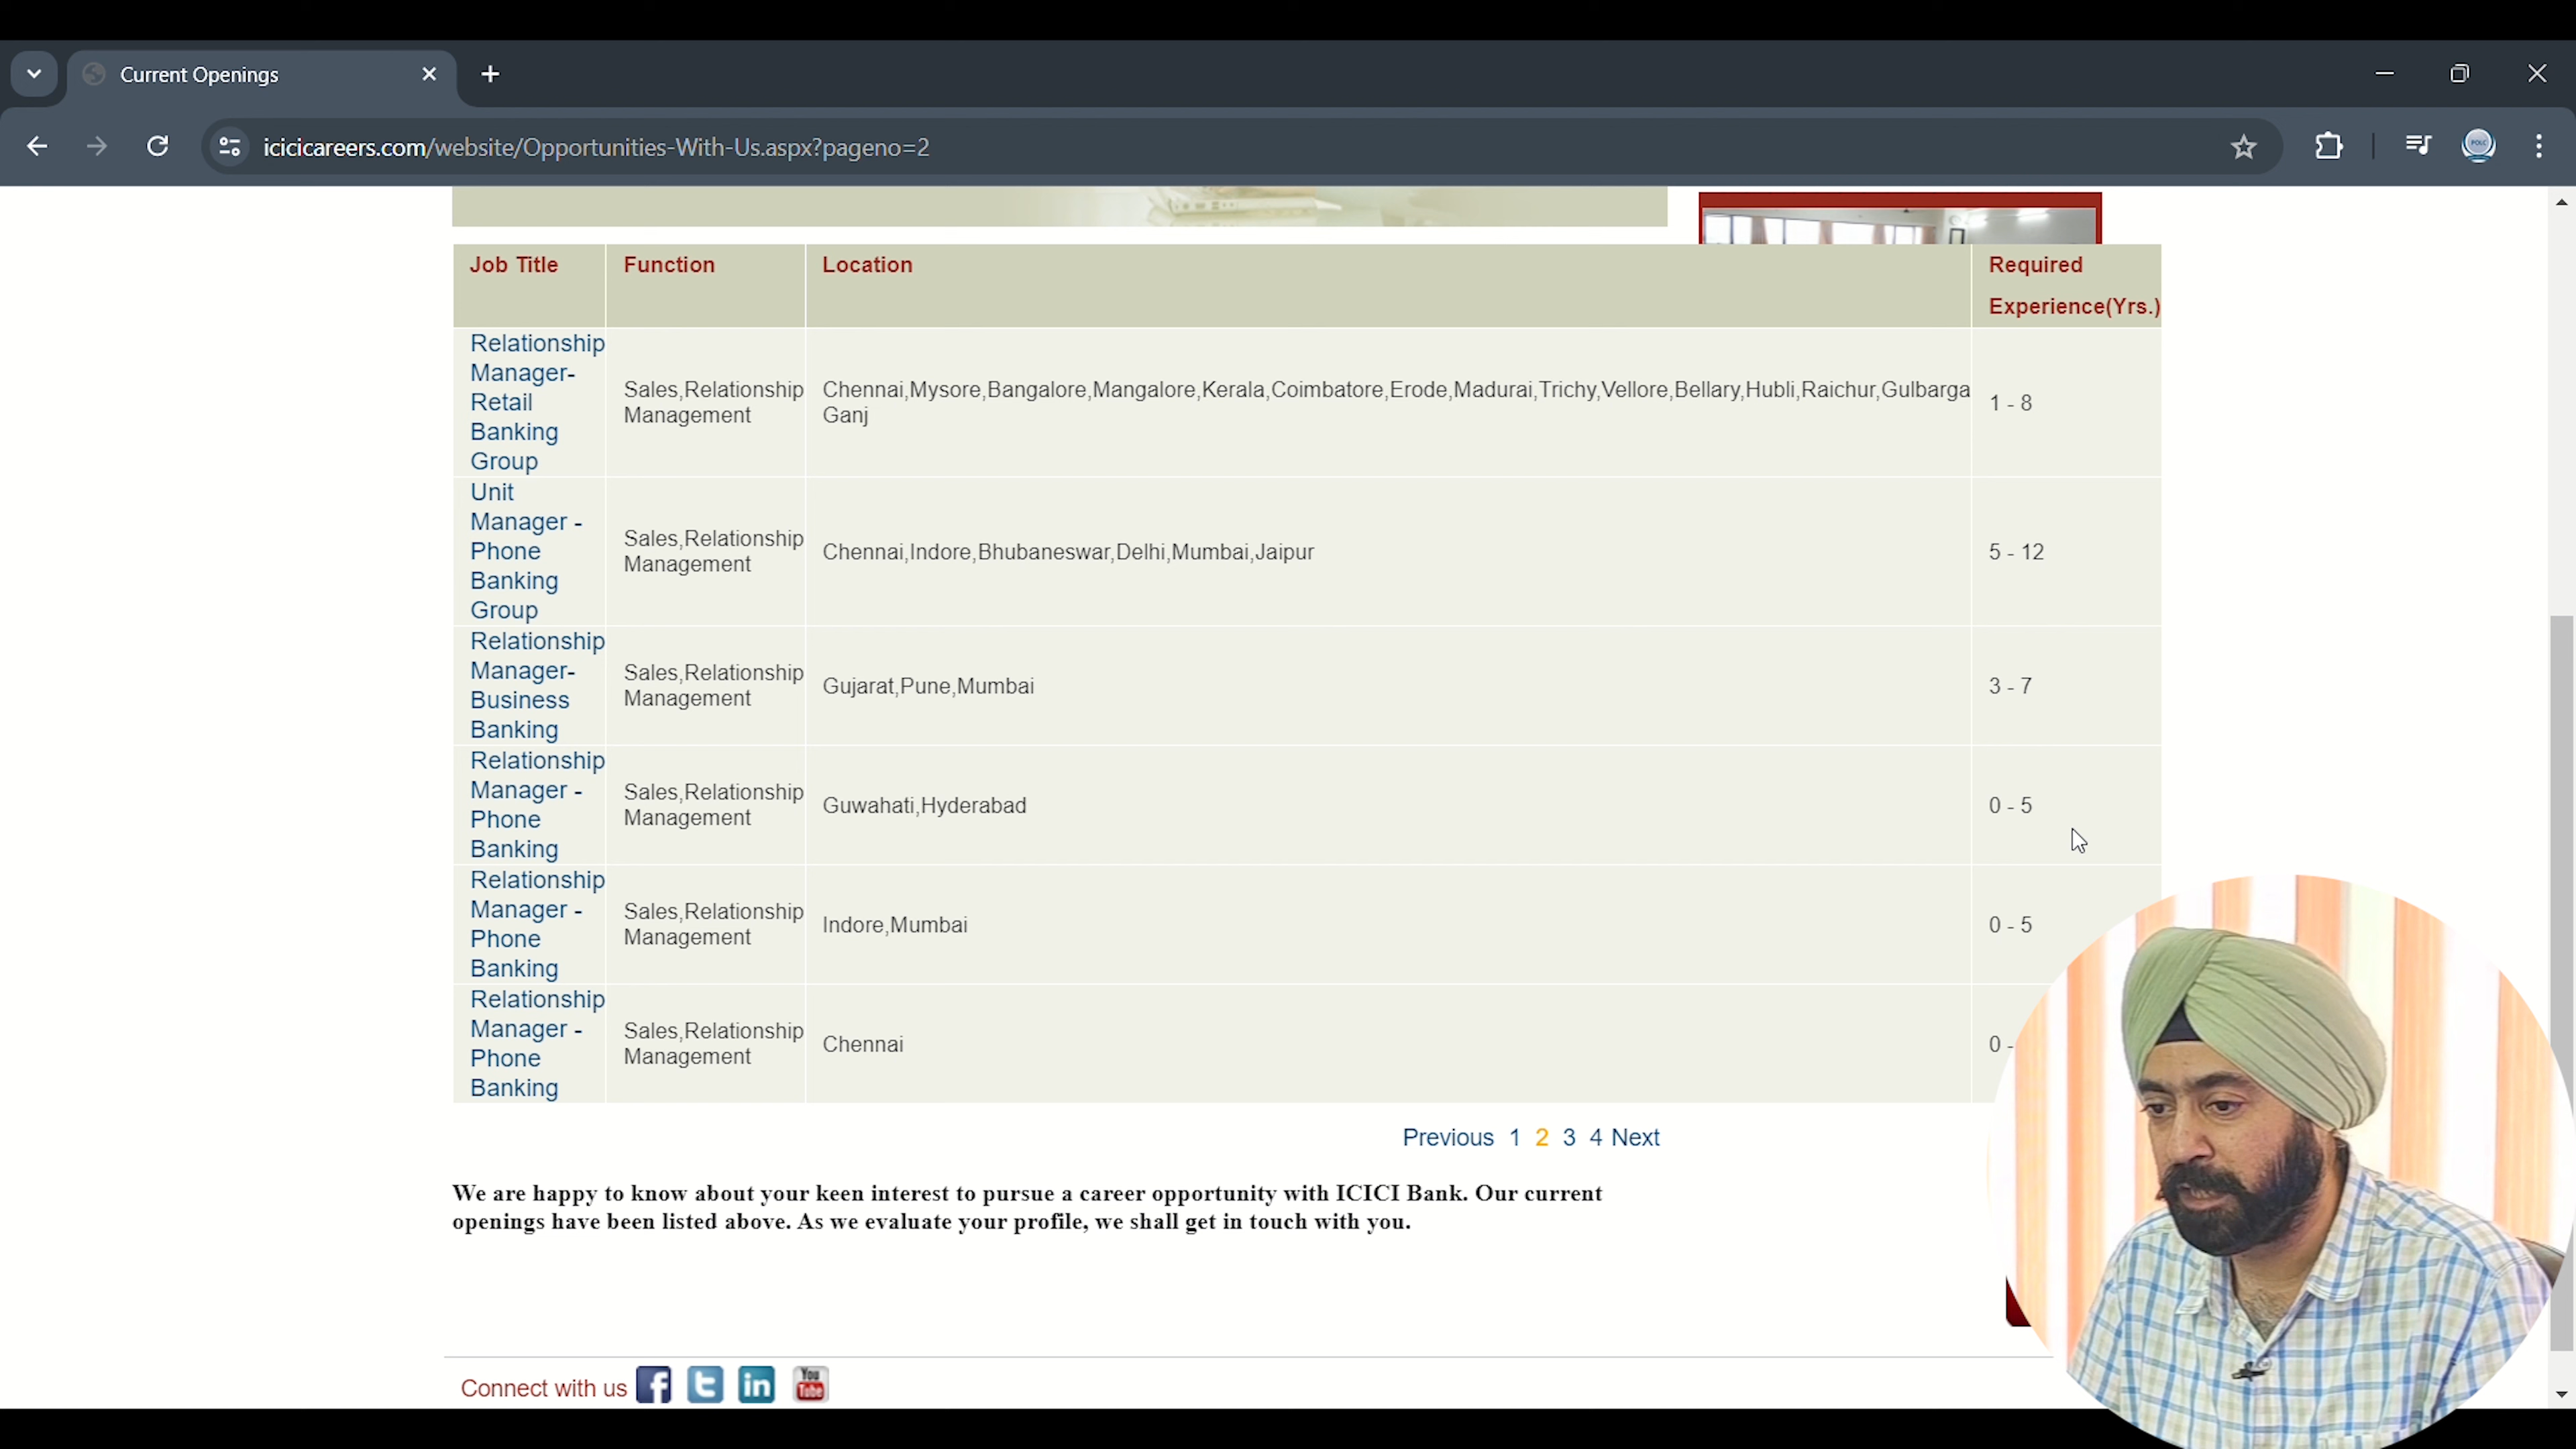 Current Openings
icicicareers.com/website/Opportunities-With-Us.aspx?pageno=2
Job Title
Function
Location
Required
Experience(Yrs.)
Relationship
Manager-
Retail
Banking
Group
Sales,Relationship
Management
Chennai,Mysore,Bangalore,Mangalore,Kerala,Coimbatore,Erode,Madurai,Trichy,Vellore,Bellary,Hubli,Raichur,Gulbarga
Ganj
1 - 8
Unit
Manager -
Phone
Banking
Group
Sales,Relationship
Management
Chennai,Indore,Bhubaneswar,Delhi,Mumbai,Jaipur
5 - 12
Relationship
Manager-
Business
Banking
Sales,Relationship
Management
Gujarat,Pune,Mumbai
3 - 7
Relationship
Manager -
Phone
Banking
Sales,Relationship
Management
Guwahati,Hyderabad
0 - 5
Relationship
Manager -
Phone
Banking
Sales,Relationship
Management
Indore,Mumbai
0 - 5
Relationship
Manager -
Phone
Banking
Sales,Relationship
Management
Chennai
0 -
Previous 1 2 3 4 Next
We are happy to know about your keen interest to pursue a career opportunity with ICICI Bank. Our current
openings have been listed above. As we evaluate your profile, we shall get in touch with you.
Connect with us f t in You Tube